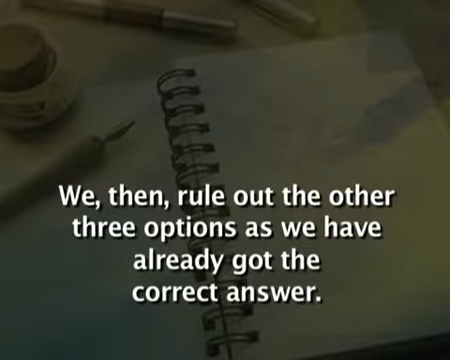 We, then, rule out the other
three options as we have
already got the
correct answer.